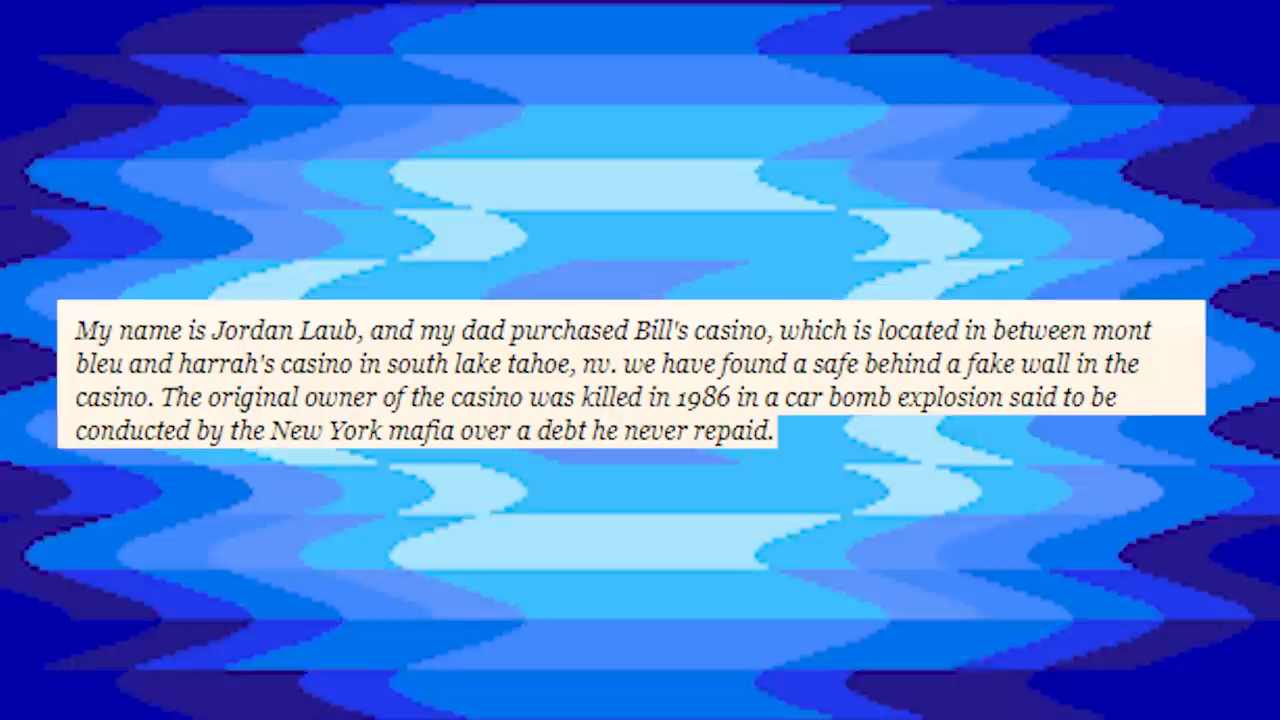 My name is Jordan Laub, and my dad purchased Bill's casino, which is located in between mont
bleu and harrah's casino in south lake tahoe, nv. we have found a safe behind a fake wall in the
casino. The original owner of the casino was killed in 1986 in a car bomb explosion said to be
conducted by the New York mafia over a debt he never repaid.